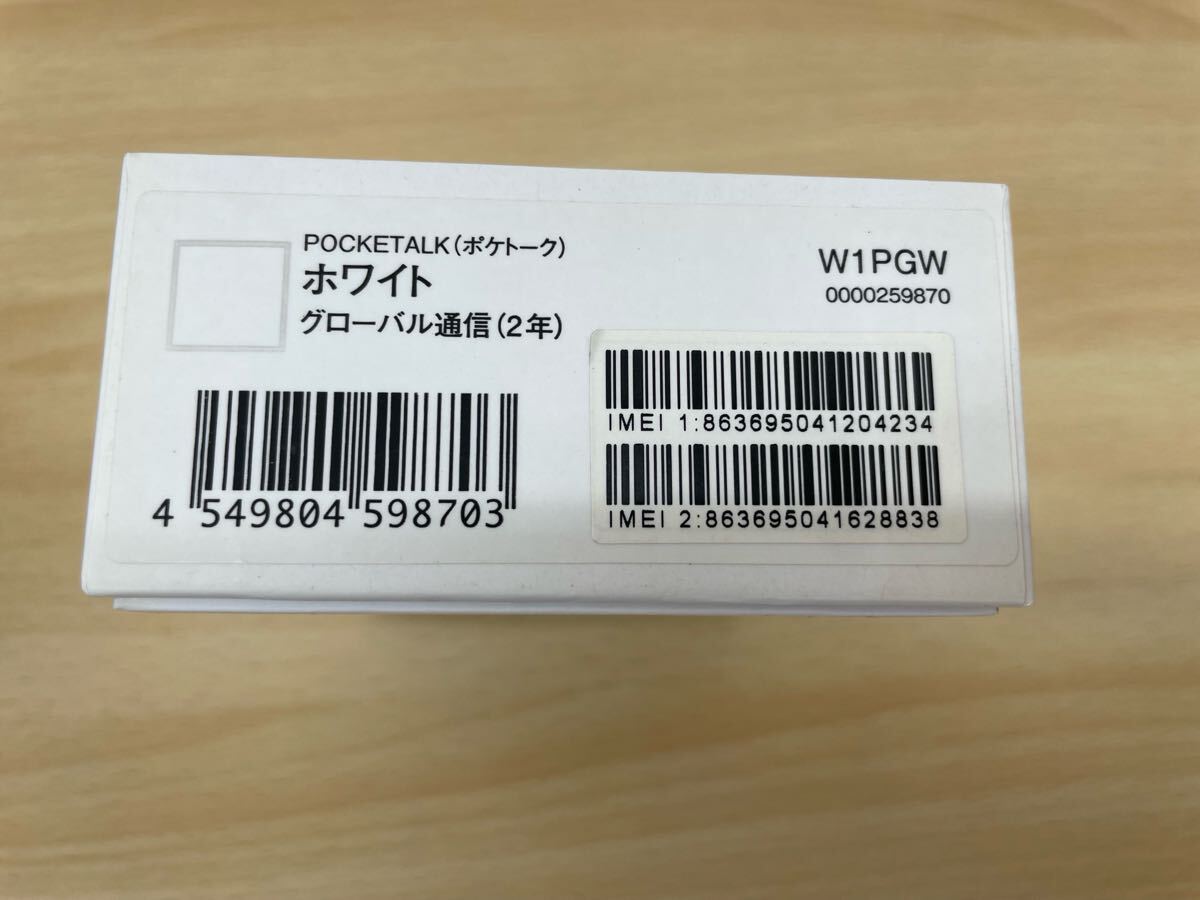 POCKETALK(ポケトーク)
ホワイト
グローバル通信(2年)
W1PGW
0000259870
4 549804 598703
IMEI 1:863695041204234
IMEI 2:863695041628838